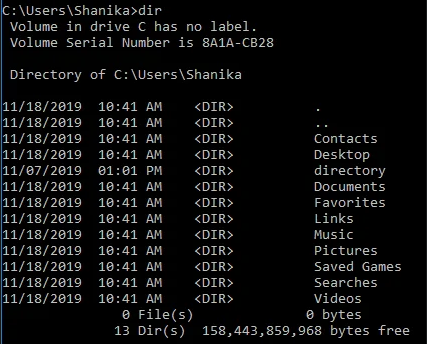 C:\Users\Shanika>dir
 Volume in drive C has no label.
 Volume Serial Number is 8A1A-CB28

 Directory of C:\Users\Shanika

11/18/2019  10:41 AM    <DIR>          .
11/18/2019  10:41 AM    <DIR>          ..
11/18/2019  10:41 AM    <DIR>          Contacts
11/18/2019  10:41 AM    <DIR>          Desktop
11/07/2019  01:01 PM    <DIR>          directory
11/18/2019  10:41 AM    <DIR>          Documents
11/18/2019  10:41 AM    <DIR>          Favorites
11/18/2019  10:41 AM    <DIR>          Links
11/18/2019  10:41 AM    <DIR>          Music
11/18/2019  10:41 AM    <DIR>          Pictures
11/18/2019  10:41 AM    <DIR>          Saved Games
11/18/2019  10:41 AM    <DIR>          Searches
11/18/2019  10:41 AM    <DIR>          Videos
               0 File(s)              0 bytes
              13 Dir(s)  158,443,859,968 bytes free